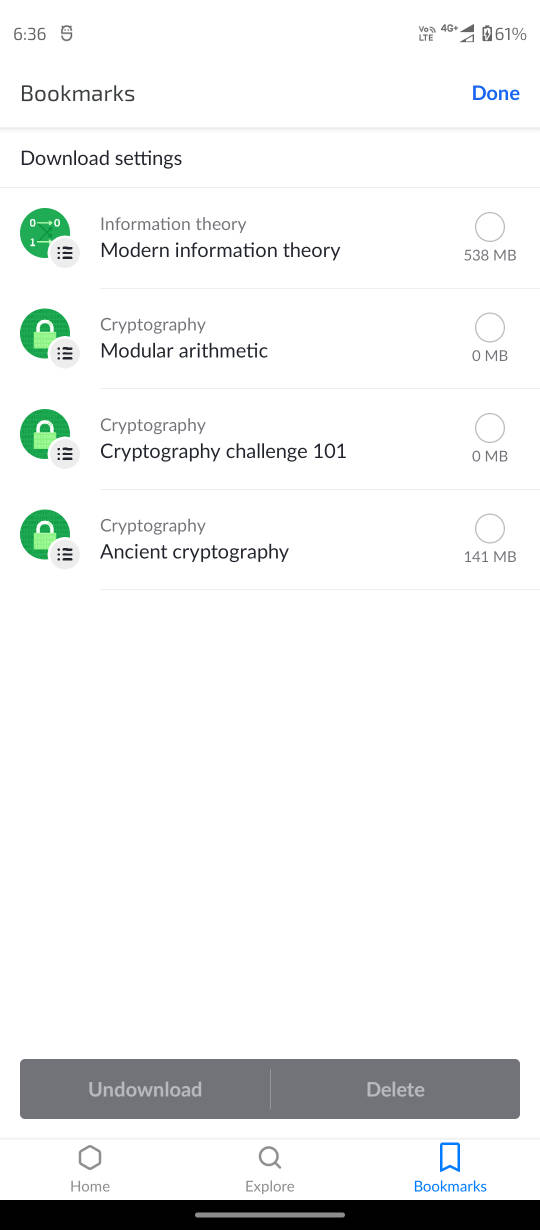 6:36
Vo LTE 4G+ 61%
Bookmarks
Done
Download settings
0 0
1
Information theory
Modern information theory
538 MB
Cryptography
Modular arithmetic
0 MB
Cryptography
Cryptography challenge 101
0 MB
Cryptography
Ancient cryptography
141 MB
Undownload
Delete
Home
Explore
Bookmarks